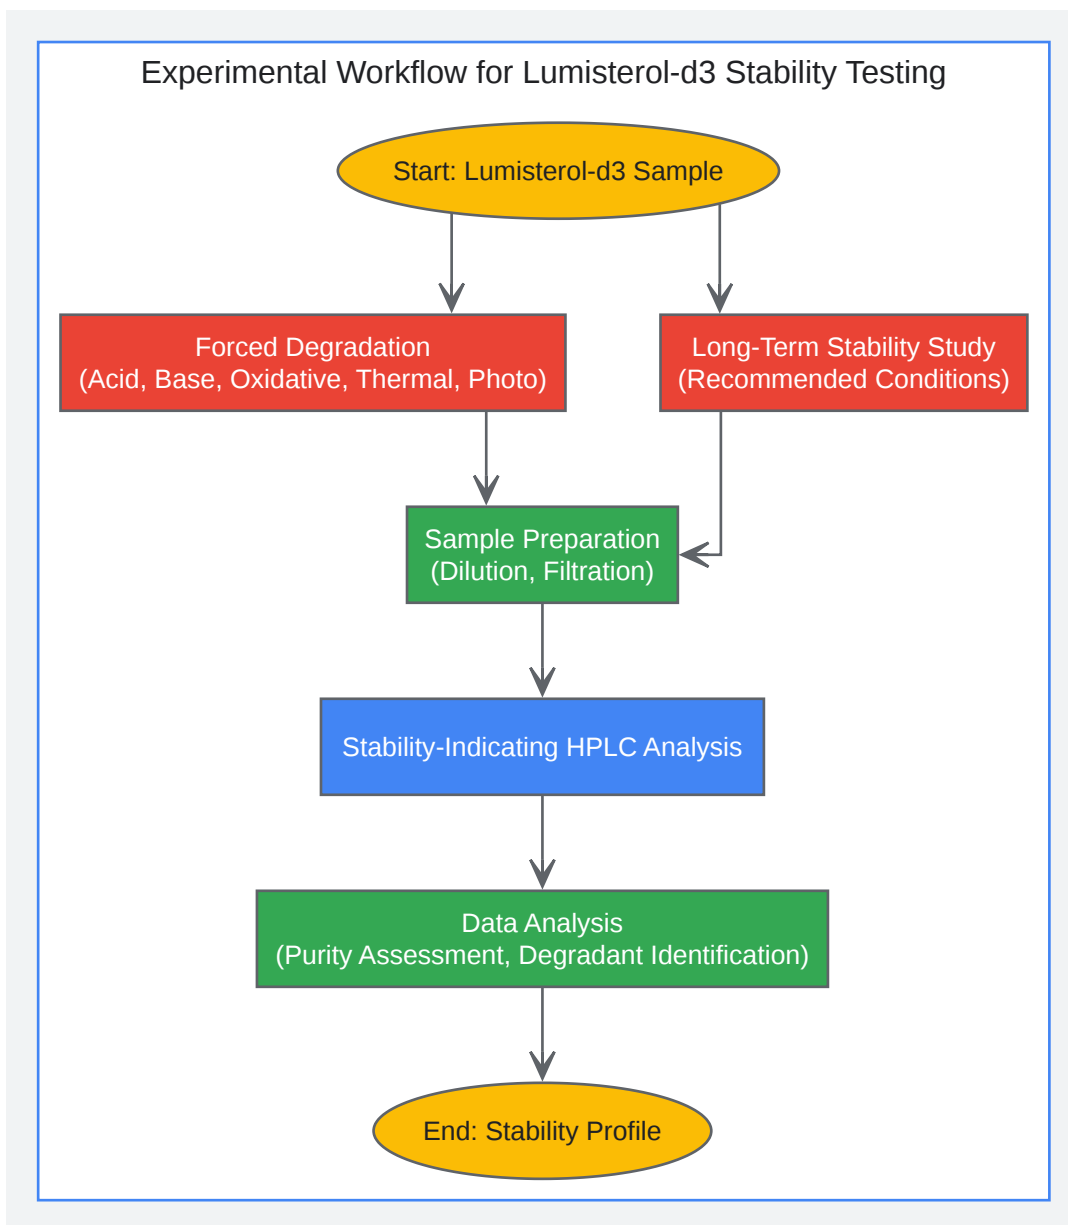 Experimental Workflow for Lumisterol-d3 Stability Testing
Start: Lumisterol-d3 Sample
Forced Degradation
(Acid, Base, Oxidative, Thermal, Photo)
Long-Term Stability Study
(Recommended Conditions)
Sample Preparation
(Dilution, Filtration)
Stability-Indicating HPLC Analysis
Data Analysis
(Purity Assessment, Degradant Identification)
End: Stability Profile